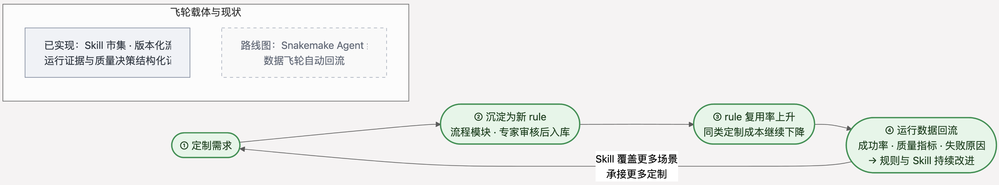 飞轮载体与现状
已实现：Skill 市集 · 版本化流
运行证据与质量决策结构化记
路线图：Snakemake Agent
数据飞轮自动回流
① 定制需求
② 沉淀为新 rule
流程模块 · 专家审核后入库
③ rule 复用率上升
同类定制成本继续下降
④ 运行数据回流
成功率 · 质量指标 · 失败原因
→ 规则与 Skill 持续改进
Skill 覆盖更多场景
承接更多定制